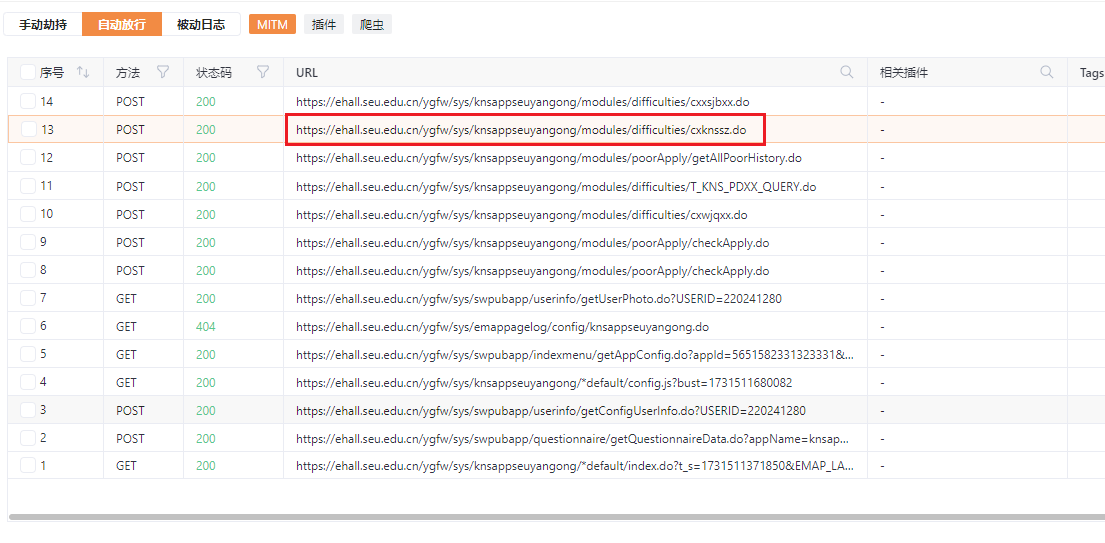 手动劫持 自动放行 被动日志 MITM 插件 爬虫
序号 方法 状态码 URL 相关插件 Tags
14 POST 200 https://ehall.seu.edu.cn/ygfw/sys/knsappseuyangong/modules/difficulties/cxxsjbxx.do -
13 POST 200 https://ehall.seu.edu.cn/ygfw/sys/knsappseuyangong/modules/difficulties/cxknssz.do -
12 POST 200 https://ehall.seu.edu.cn/ygfw/sys/knsappseuyangong/modules/poorApply/getAllPoorHistory.do -
11 POST 200 https://ehall.seu.edu.cn/ygfw/sys/knsappseuyangong/modules/difficulties/T_KNS_PDXX_QUERY.do -
10 POST 200 https://ehall.seu.edu.cn/ygfw/sys/knsappseuyangong/modules/difficulties/cxwjqxx.do -
9 POST 200 https://ehall.seu.edu.cn/ygfw/sys/knsappseuyangong/modules/poorApply/checkApply.do -
8 POST 200 https://ehall.seu.edu.cn/ygfw/sys/knsappseuyangong/modules/poorApply/checkApply.do -
7 GET 200 https://ehall.seu.edu.cn/ygfw/sys/swpubapp/userinfo/getUserPhoto.do?USERID=220241280 -
6 GET 404 https://ehall.seu.edu.cn/ygfw/sys/emappagelog/config/knsappseuyangong.do -
5 GET 200 https://ehall.seu.edu.cn/ygfw/sys/swpubapp/indexmenu/getAppConfig.do?appId=5651582331323331&... -
4 GET 200 https://ehall.seu.edu.cn/ygfw/sys/knsappseuyangong/*default/config.js?bust=1731511680082 -
3 POST 200 https://ehall.seu.edu.cn/ygfw/sys/swpubapp/userinfo/getConfigUserInfo.do?USERID=220241280 -
2 POST 200 https://ehall.seu.edu.cn/ygfw/sys/swpubapp/questionnaire/getQuestionnaireData.do?appName=knsap... -
1 GET 200 https://ehall.seu.edu.cn/ygfw/sys/knsappseuyangong/*default/index.do?t_s=1731511371850&EMAP_LA... -